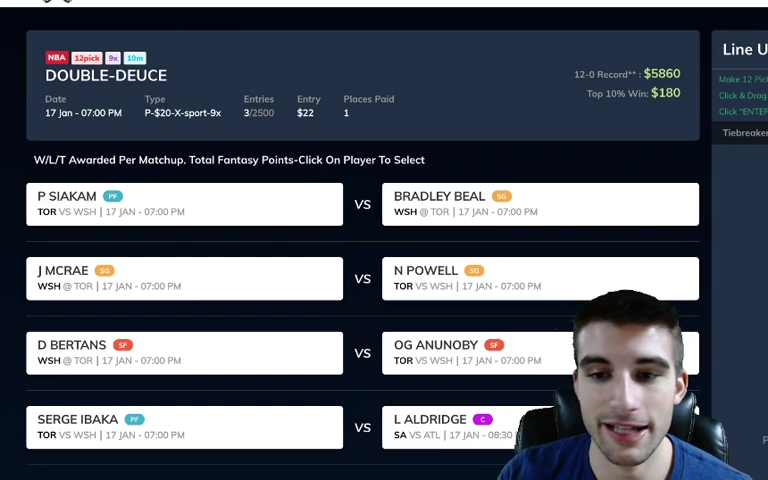 NBA 12pick 9x 10m
DOUBLE-DEUCE
12-0 Record** : $5860
Top 10% Win: $180
Date Type Entries Entry Places Paid
17 Jan - 07:00 PM P-$20-X-sport-9x 3/2500 $22 1
W/L/T Awarded Per Matchup. Total Fantasy Points-Click On Player To Select
P SIAKAM PF
TOR VS WSH | 17 JAN - 07:00 PM
VS
BRADLEY BEAL SG
WSH @ TOR | 17 JAN - 07:00 PM
J MCRAE SG
WSH @ TOR | 17 JAN - 07:00 PM
VS
N POWELL SG
TOR VS WSH | 17 JAN - 07:00 PM
D BERTANS SF
WSH @ TOR | 17 JAN - 07:00 PM
VS
OG ANUNOBY SF
TOR VS WSH | 17 JAN - 07:00 PM
SERGE IBAKA PF
TOR VS WSH | 17 JAN - 07:00 PM
VS
L ALDRIDGE C
SA VS ATL | 17 JAN - 08:30
Line U
Make 12 Pick
Click & Drag
Click "ENTER
Tiebreaker